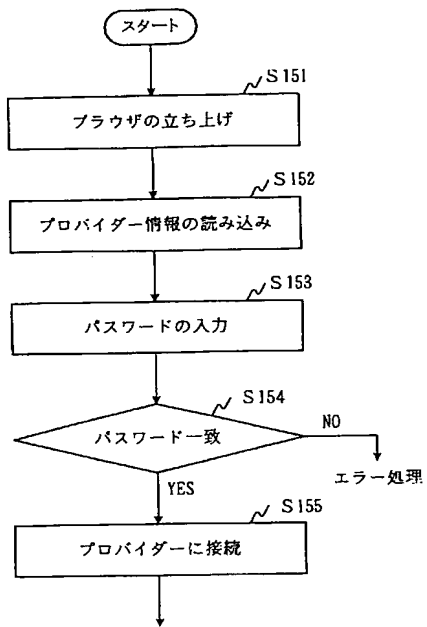 スタート
S151
ブラウザの立ち上げ
S152
プロバイダー情報の読み込み
S153
パスワードの入力
S154
パスワード一致
NO
エラー処理
YES
S155
プロバイダーに接続